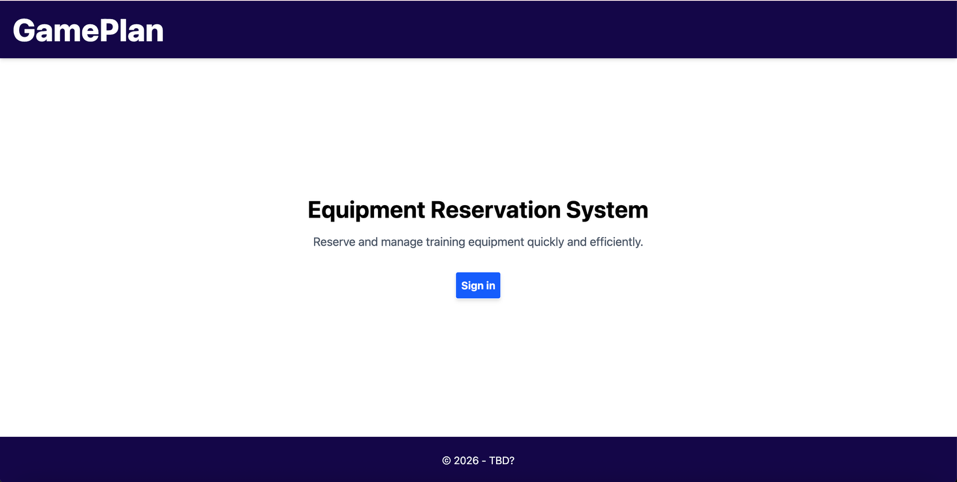 GamePlan
Equipment Reservation System
Reserve and manage training equipment quickly and efficiently.
Sign in
© 2026 - TBD?